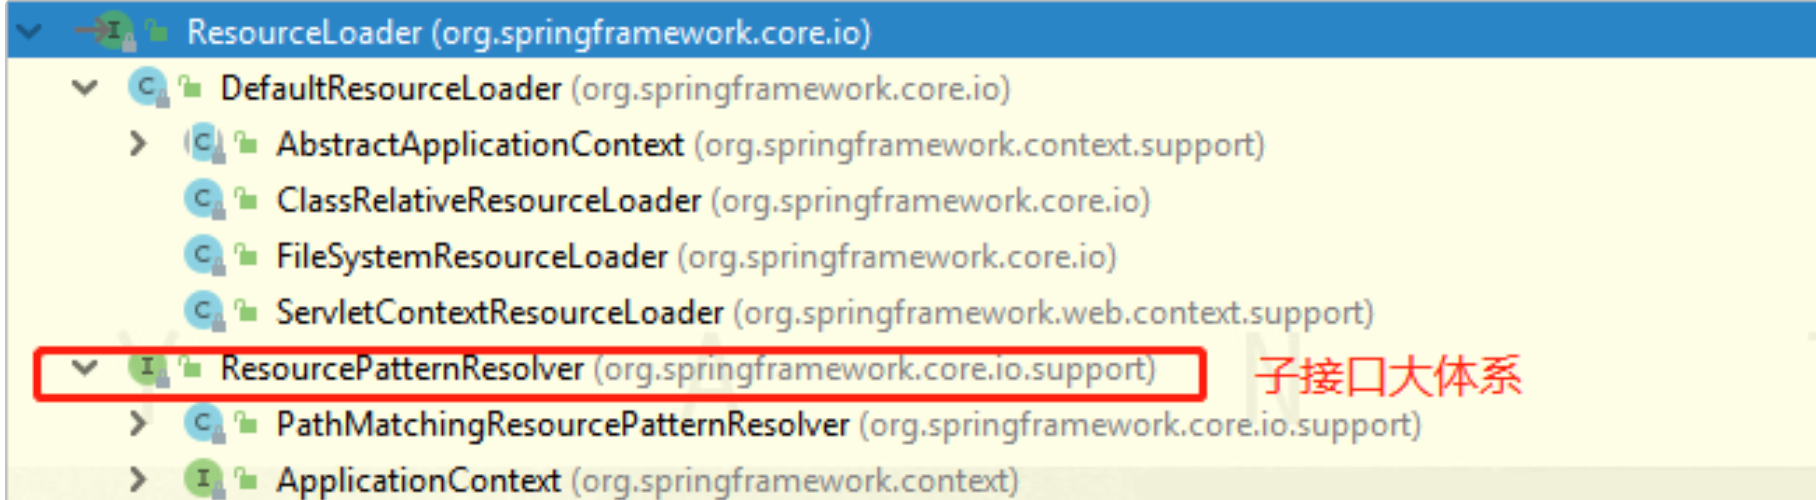 ResourceLoader (org.springframework.core.io)
DefaultResourceLoader (org.springframework.core.io)
AbstractApplicationContext (org.springframework.context.support)
ClassRelativeResourceLoader (org.springframework.core.io)
FileSystemResourceLoader (org.springframework.core.io)
ServletContextResourceLoader (org.springframework.web.context.support)
ResourcePatternResolver (org.springframework.core.io.support) 子接口大体系
PathMatchingResourcePatternResolver (org.springframework.core.io.support)
ApplicationContext (org.springframework.context)